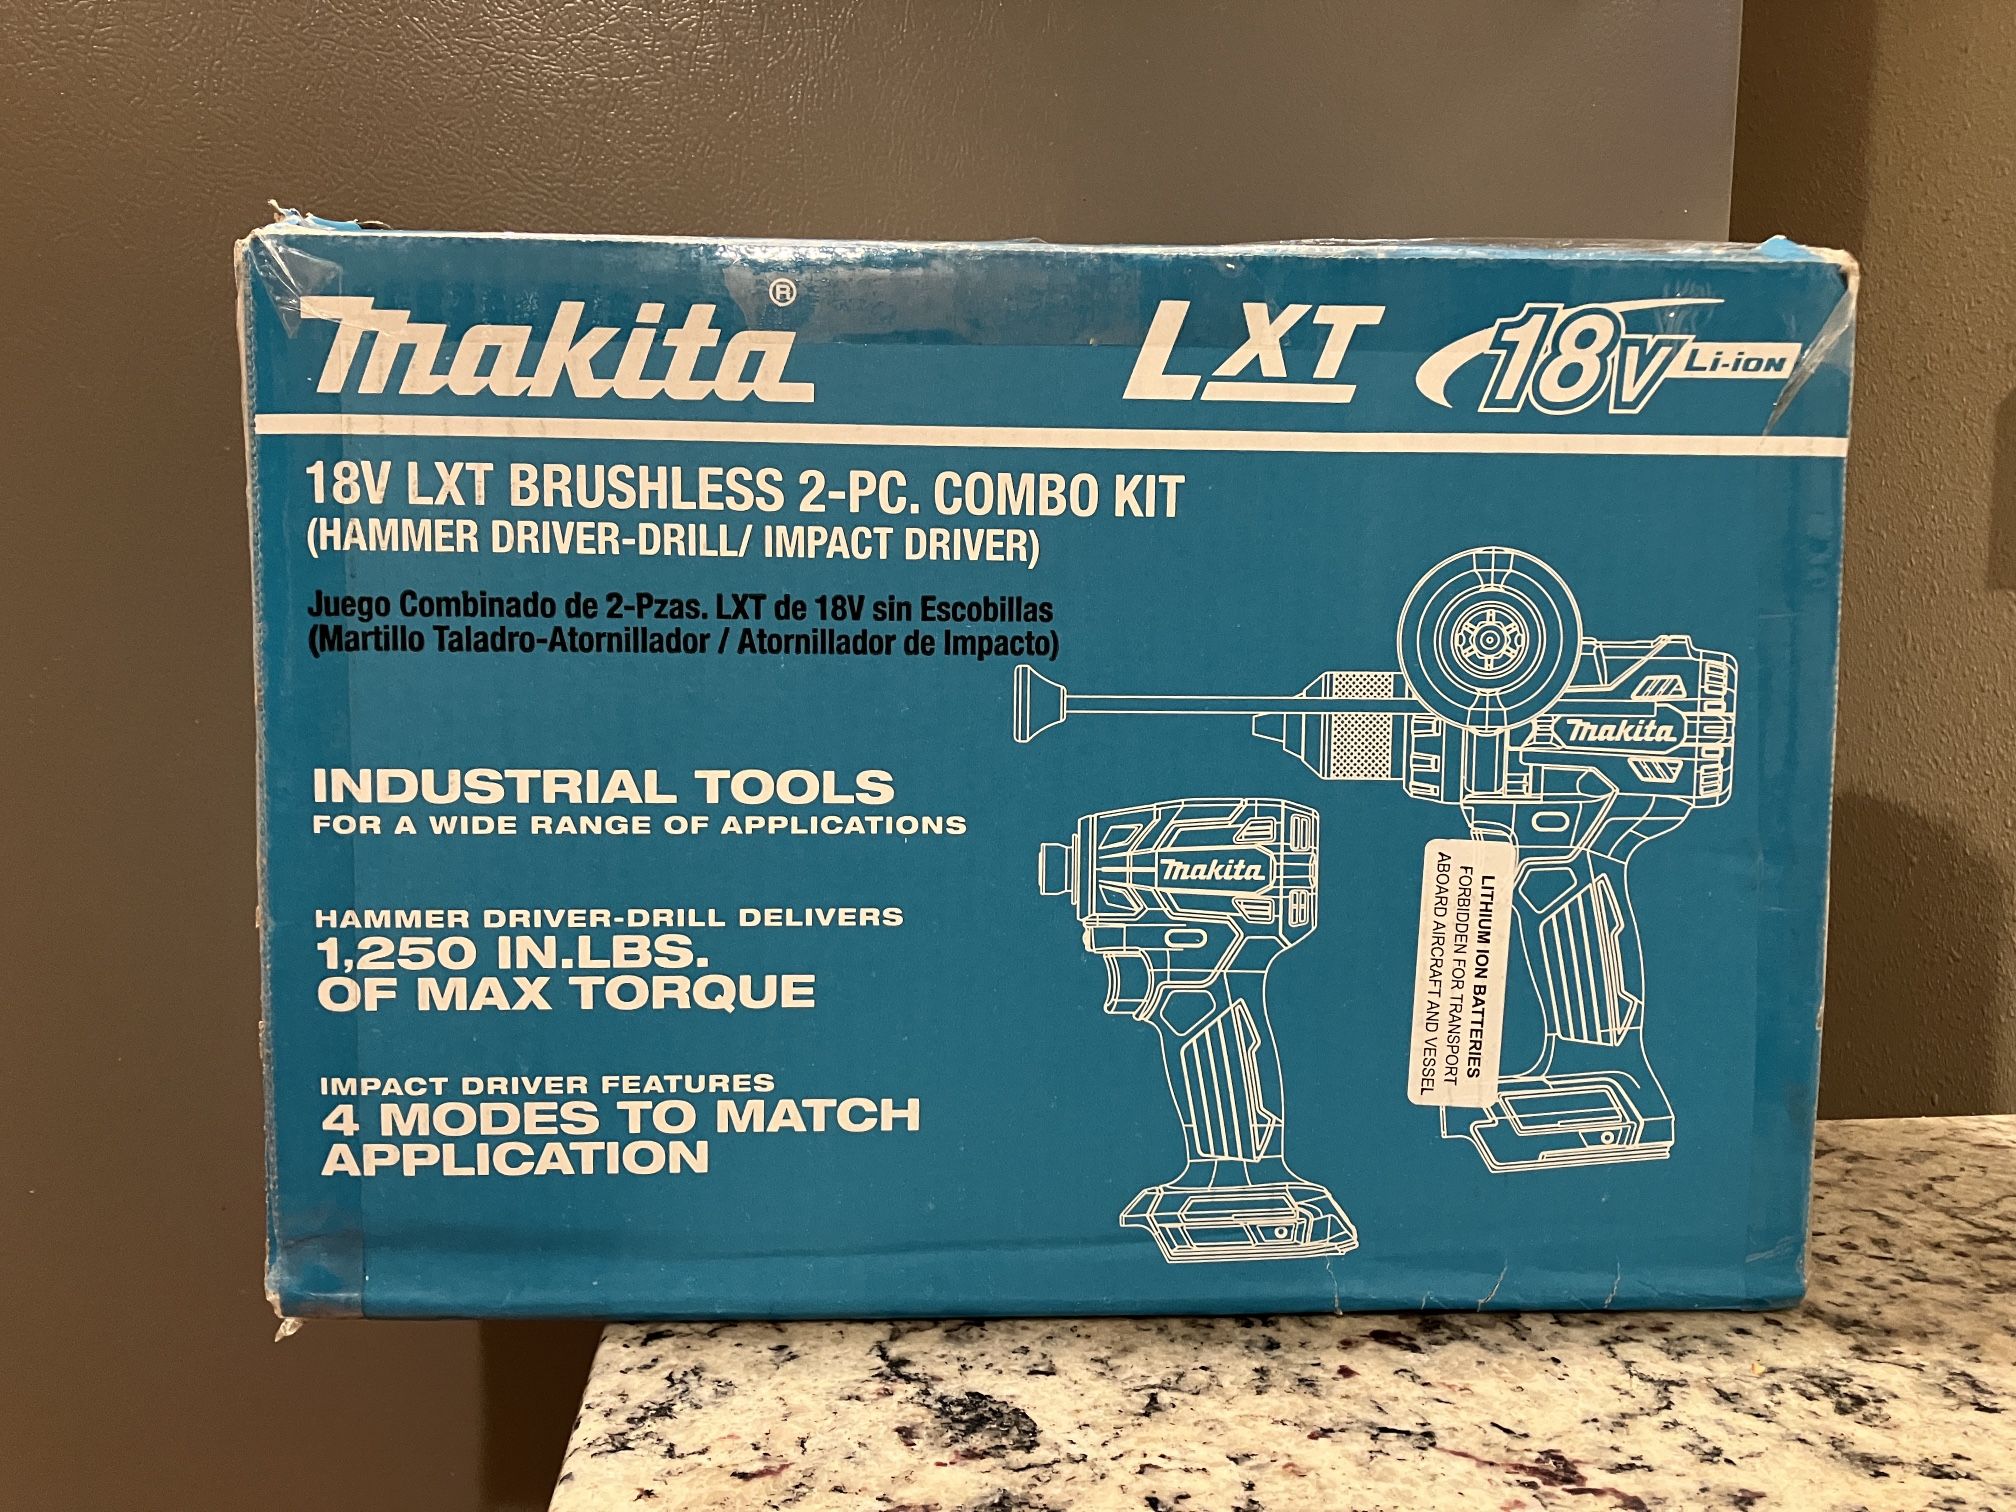 Makita®
LXT 18V Li-ion
18V LXT BRUSHLESS 2-PC. COMBO KIT
(HAMMER DRIVER-DRILL/ IMPACT DRIVER)
Juego Combinado de 2-Pzas. LXT de 18V sin Escobillas
(Martillo Taladro-Atornillador / Atornillador de Impacto)
INDUSTRIAL TOOLS
FOR A WIDE RANGE OF APPLICATIONS
HAMMER DRIVER-DRILL DELIVERS
1,250 IN.LBS.
OF MAX TORQUE
IMPACT DRIVER FEATURES
4 MODES TO MATCH
APPLICATION
Makita
Makita
LITHIUM ION BATTERIES
FORBIDDEN FOR TRANSPORT
ABOARD AIRCRAFT AND VESSEL